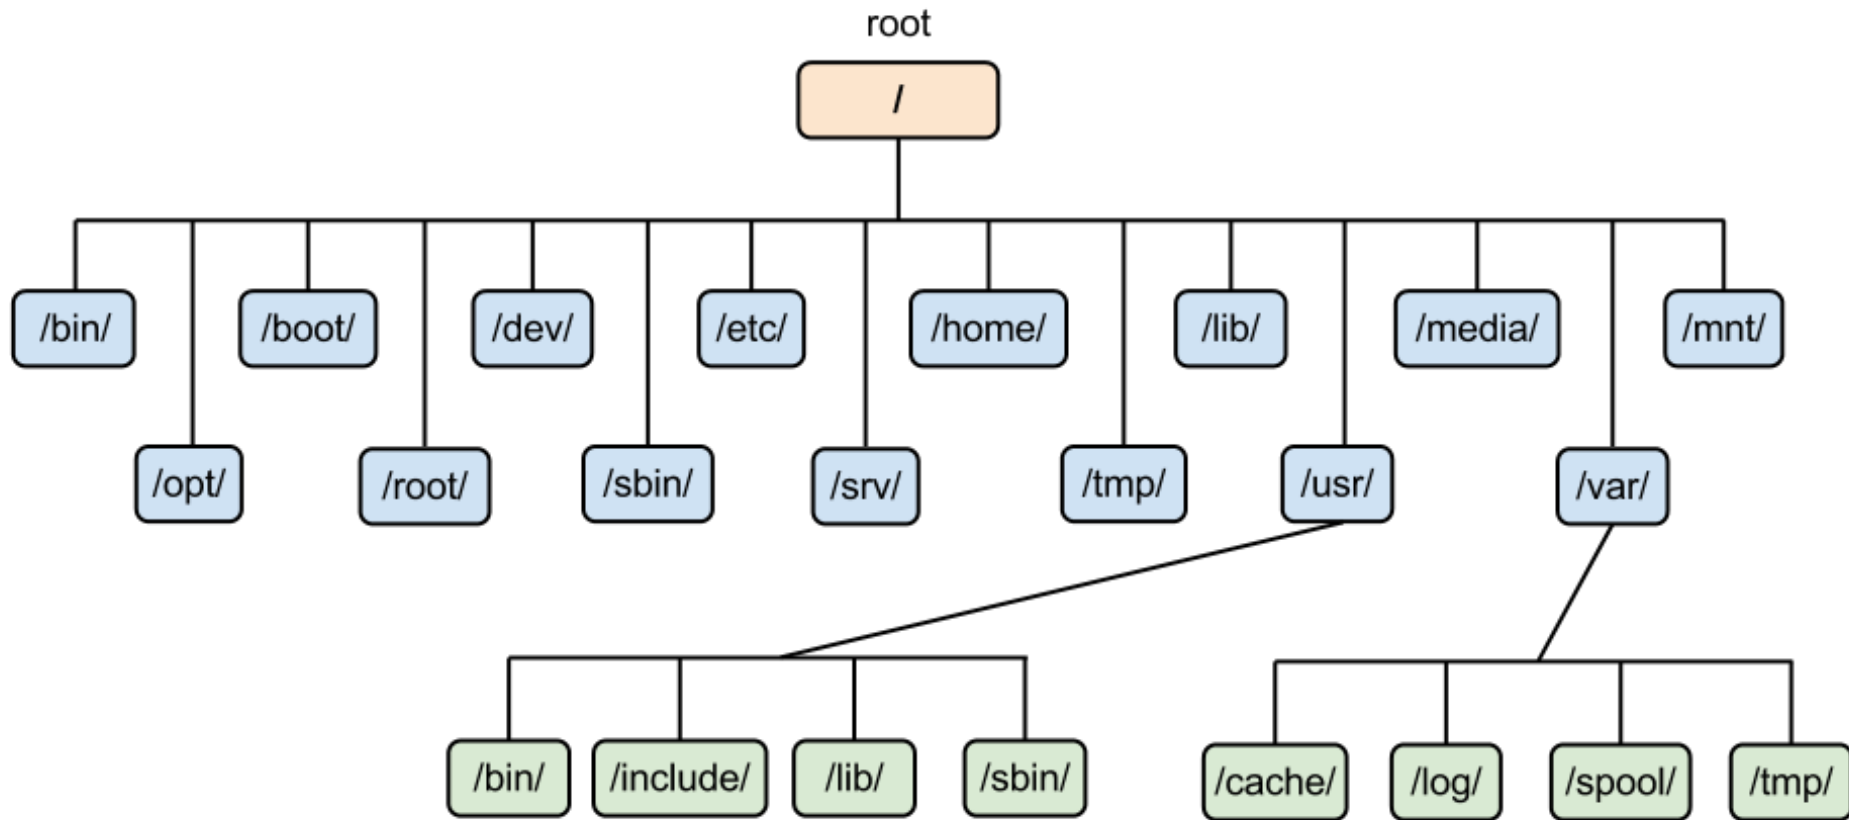 root
/
/bin/
/boot/
/dev/
/etc/
/home/
/lib/
/media/
/mnt/
/opt/
/root/
/sbin/
/srv/
/tmp/
/usr/
/var/
/bin/
/include/
/lib/
/sbin/
/cache/
/log/
/spool/
/tmp/